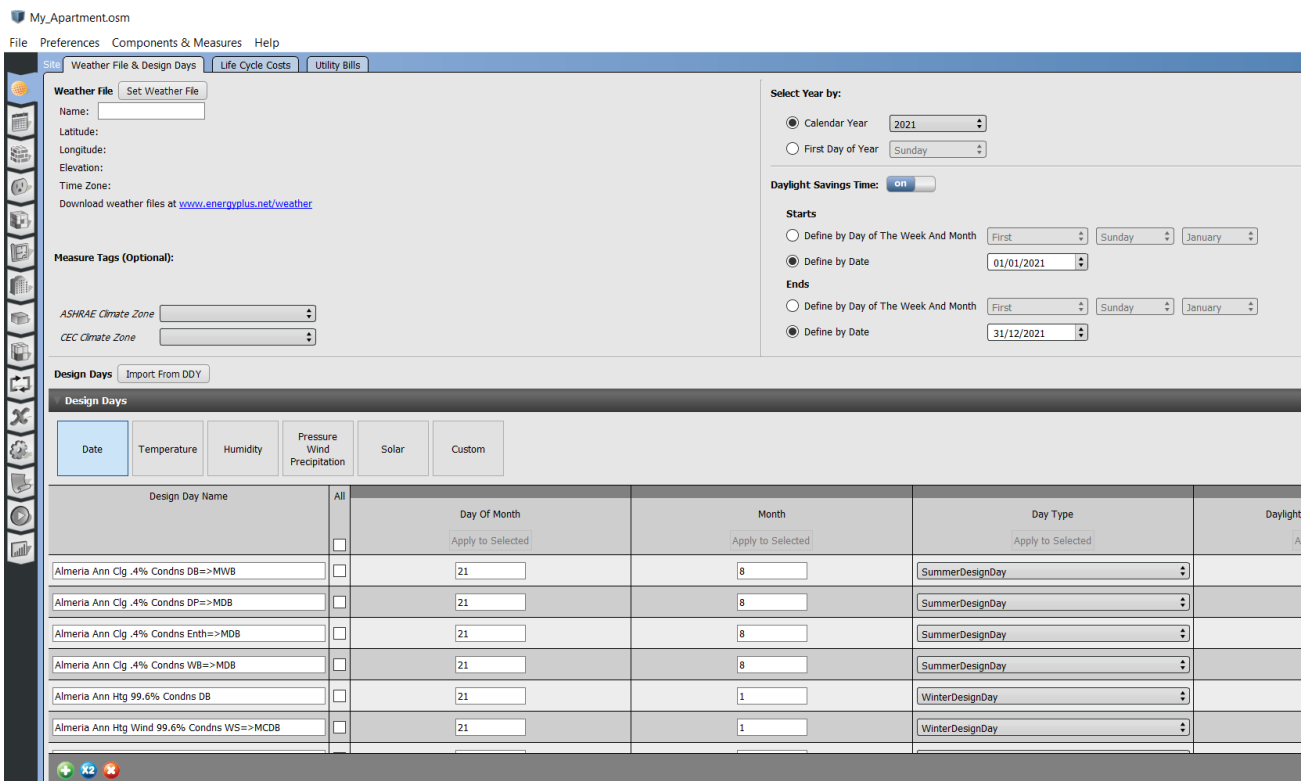 My_Apartment.osm
File Preferences Components & Measures Help
Site Weather File & Design Days Life Cycle Costs Utility Bills
Weather File Set Weather File
Name:
Latitude:
Longitude:
Elevation:
Time Zone:
Download weather files at www.energyplus.net/weather
Measure Tags (Optional):
ASHRAE Climate Zone
CEC Climate Zone
Select Year by:
Calendar Year 2021
First Day of Year Sunday
Daylight Savings Time: on
Starts
Define by Day of The Week And Month First Sunday January
Define by Date 01/01/2021
Ends
Define by Day of The Week And Month First Sunday January
Define by Date 31/12/2021
Design Days Import From DDY
Design Days
Date Temperature Humidity Pressure Wind Precipitation Solar Custom
Design Day Name All Day Of Month Month Day Type Daylight
Apply to Selected Apply to Selected Apply to Selected A
Almeria Ann Clg .4% Condns DB=>MWB 21 8 SummerDesignDay
Almeria Ann Clg .4% Condns DP=>MDB 21 8 SummerDesignDay
Almeria Ann Clg .4% Condns Enth=>MDB 21 8 SummerDesignDay
Almeria Ann Clg .4% Condns WB=>MDB 21 8 SummerDesignDay
Almeria Ann Htg 99.6% Condns DB 21 1 WinterDesignDay
Almeria Ann Htg Wind 99.6% Condns WS=>MCDB 21 1 WinterDesignDay
X2